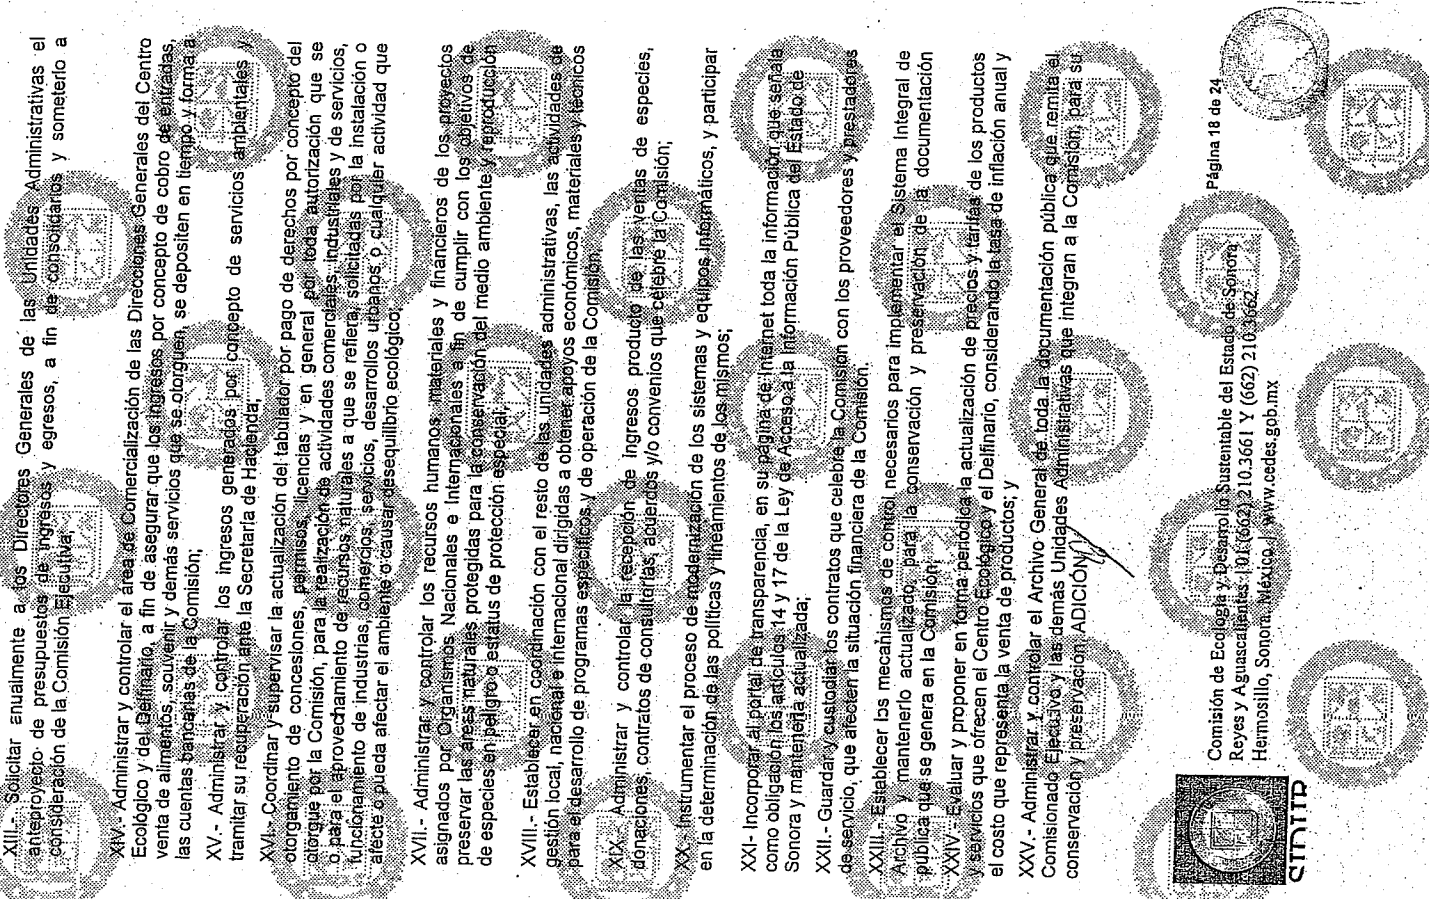 XIII.- Solicitar anualmente a los Directores Generales de las Unidades Administrativas el
anteproyecto de presupuestos de ingresos y egresos, a fin de consolidarlos y someterlo a
consideración de la Comisión Ejecutiva;
XIV.- Administrar y controlar el área de Comercialización de las Direcciones Generales del Centro
Ecológico y del Delfinario, a fin de asegurar que los ingresos por concepto de cobro de entradas,
venta de alimentos, souvenir y demás servicios que se otorguen, se depositen en tiempo y forma a
las cuentas bancarias de la Comisión;
XV.- Administrar y controlar los ingresos generados por concepto de servicios ambientales y
tramitar su recuperación ante la Secretaría de Hacienda;
XVI.- Coordinar y supervisar la actualización del tabulador por pago de derechos por concepto del
otorgamiento de concesiones, permisos, licencias y en general por toda autorización que se
otorgue por la Comisión, para la realización de actividades comerciales, industriales y de servicios,
o para el aprovechamiento de recursos naturales a que se refiera, solicitadas por la instalación o
funcionamiento de industrias, comercios, servicios, desarrollos urbanos o cualquier actividad que
afecte o pueda afectar el ambiente o causar desequilibrio ecológico;
XVII.- Administrar y controlar los recursos humanos, materiales y financieros de los proyectos
asignados por Organismos Nacionales e Internacionales a fin de cumplir con los objetivos de
preservar las áreas naturales protegidas para la conservación del medio ambiente y reproducción
de especies en peligro o estatus de protección especial;
XVIII.- Establecer en coordinación con el resto de las unidades administrativas, las actividades de
gestión local, nacional e internacional dirigidas a obtener apoyos económicos, materiales y técnicos
para el desarrollo de programas específicos y de operación de la Comisión;
XIX.- Administrar y controlar la recepción de ingresos producto de las ventas de especies,
donaciones, contratos de consultorías, acuerdos y/o convenios que celebre la Comisión;
XX.- Instrumentar el proceso de modernización de los sistemas y equipos informáticos, y participar
en la determinación de las políticas y lineamientos de los mismos;
XXI- Incorporar al portal de transparencia, en su página de Internet toda la información que señala
como obligación los artículos 14 y 17 de la Ley de Acceso a la Información Pública del Estado de
Sonora y mantenerla actualizada;
XXII.- Guardar y custodiar los contratos que celebre la Comisión con los proveedores y prestadores
de servicio, que afecten la situación financiera de la Comisión.
XXIII.- Establecer los mecanismos de control necesarios para implementar el Sistema Integral de
Archivo y mantenerlo actualizado, para la conservación y preservación de la documentación
pública que se genera en la Comisión;
XXIV.- Evaluar y proponer en forma periódica la actualización de precios y tarifas de los productos
y servicios que ofrecen el Centro Ecológico y el Delfinario, considerando la tasa de inflación anual y
el costo que representa la venta de productos; y
XXV.- Administrar y controlar el Archivo General de toda la documentación pública que remita el
Comisionado Ejecutivo y las demás Unidades Administrativas que integran a la Comisión, para su
conservación y preservación. ADICIÓN
Página 18 de 24
Comisión de Ecología y Desarrollo Sustentable del Estado de Sonora
Reyes y Aguascalientes | 01 (662) 210.3661 Y (662) 210.3662
Hermosillo, Sonora. México. | www.cedes.gob.mx